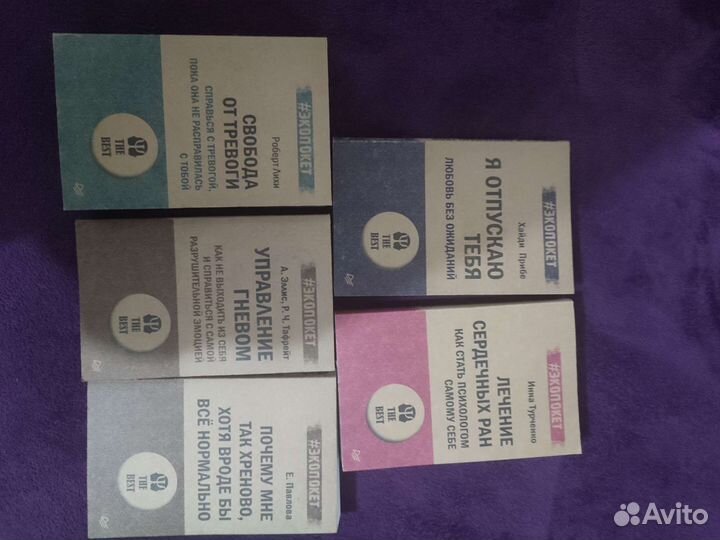 #ЭКОПОКЕТ
Роберт Лихи
СВОБОДА
ОТ ТРЕВОГИ
СПРАВЬСЯ С ТРЕВОГОЙ,
ПОКА ОНА НЕ РАСПРАВИЛАСЬ
С ТОБОЙ
THE
BEST
#ЭКОПОКЕТ
А. Эллис, Р. Ч. Тафрейт
УПРАВЛЕНИЕ
ГНЕВОМ
КАК НЕ ВЫХОДИТЬ ИЗ СЕБЯ
И СПРАВИТЬСЯ С САМОЙ
РАЗРУШИТЕЛЬНОЙ ЭМОЦИЕЙ
THE
BEST
#ЭКОПОКЕТ
Е. Павлова
ПОЧЕМУ МНЕ
ТАК ХРЕНОВО,
ХОТЯ ВРОДЕ БЫ
ВСЁ НОРМАЛЬНО
THE
BEST
#ЭКОПОКЕТ
Хайди Прибе
Я ОТПУСКАЮ
ТЕБЯ
ЛЮБОВЬ БЕЗ ОЖИДАНИЙ
THE
BEST
#ЭКОПОКЕТ
Инна Турченко
ЛЕЧЕНИЕ
СЕРДЕЧНЫХ РАН
КАК СТАТЬ ПСИХОЛОГОМ
САМОМУ СЕБЕ
THE
BEST
Avito